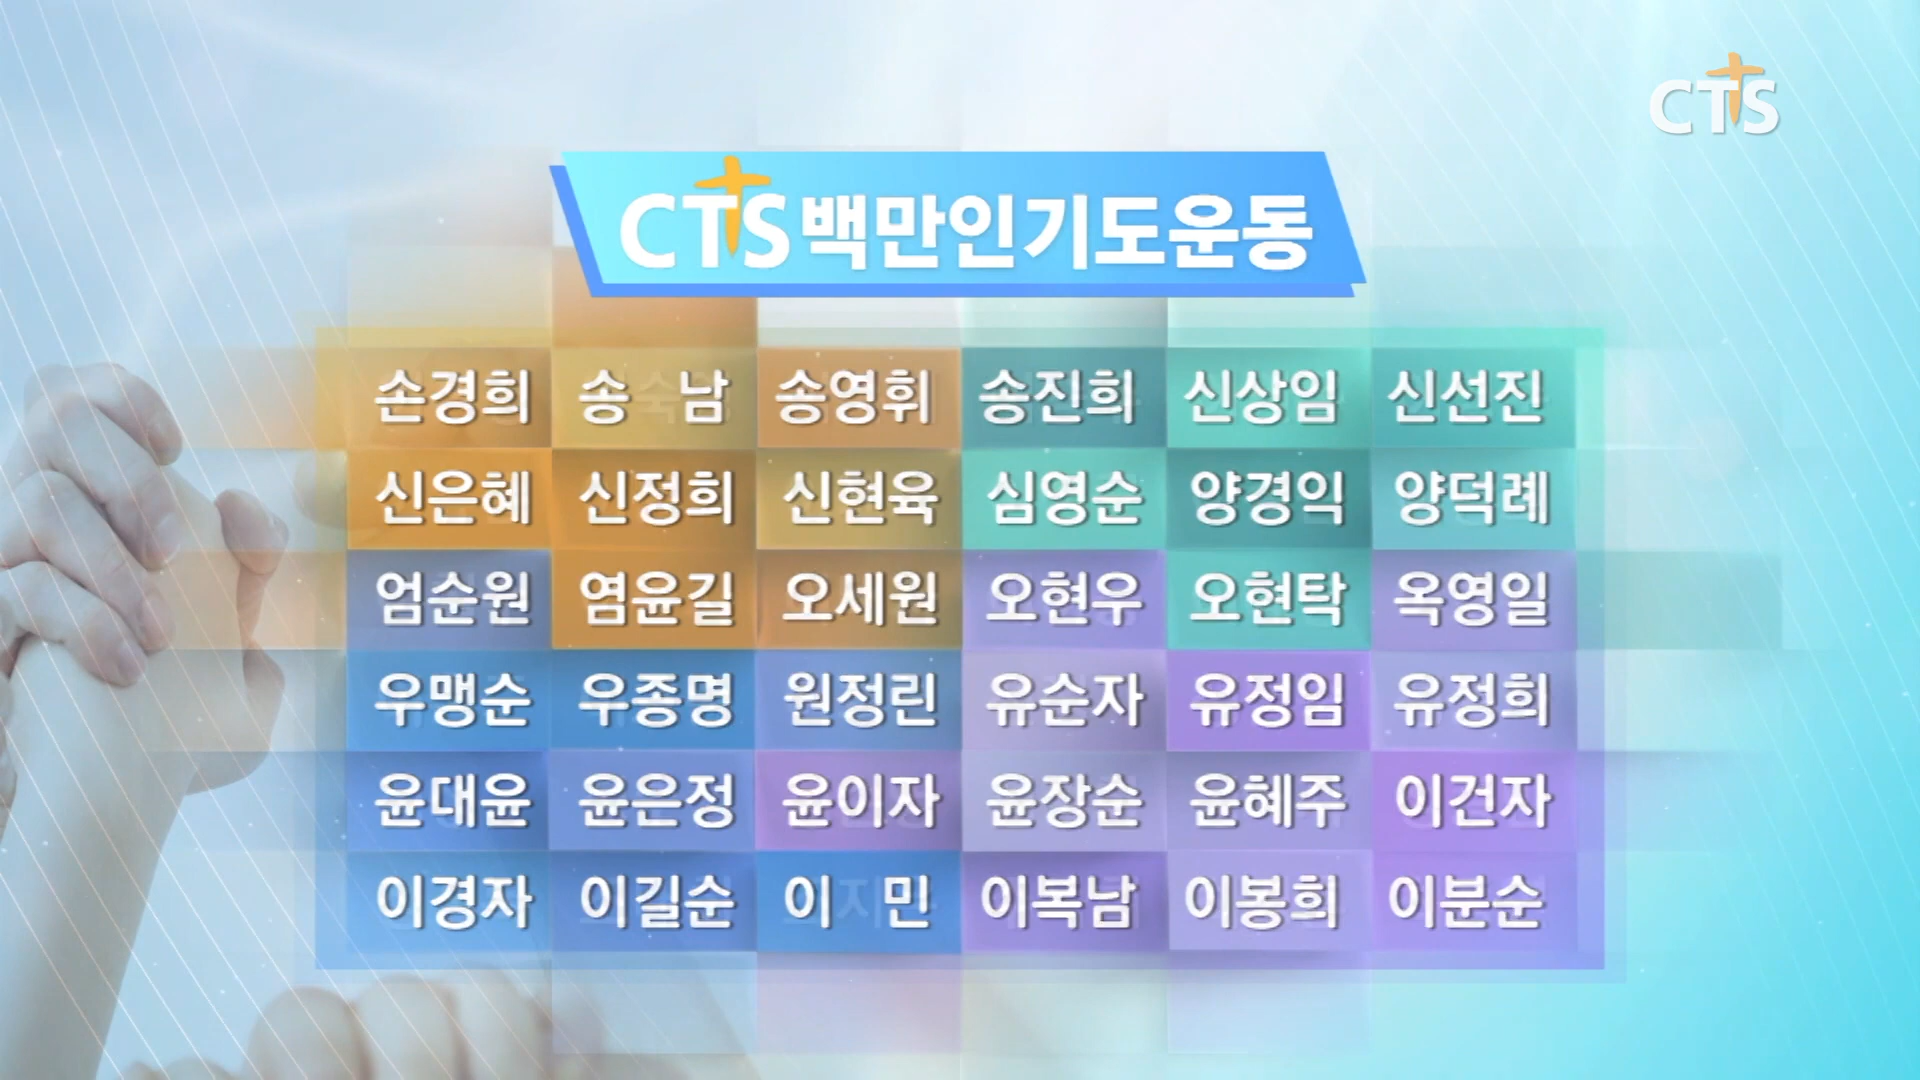 CTS
CTS백만인기도운동
손경희 송 남 송영휘 송진희 신상임 신선진
신은혜 신정희 신현육 심영순 양경익 양덕례
엄순원 염윤길 오세원 오현우 오현탁 옥영일
우맹순 우종명 원정린 유순자 유정임 유정희
윤대윤 윤은정 윤이자 윤장순 윤혜주 이건자
이경자 이길순 이 민 이복남 이봉희 이분순